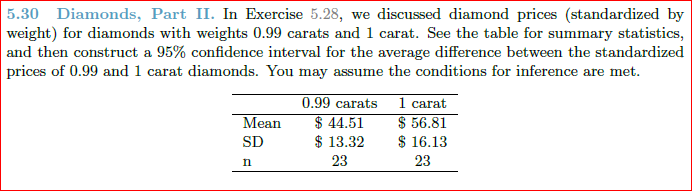 5.30 Diamonds, Part II. In Exercise 5.28, we discussed diamond prices (standardized by
weight) for diamonds with weights 0.99 carats and 1 carat. See the table for summary statistics,
and then construct a 95% confidence interval for the average difference between the standardized
prices of 0.99 and 1 carat diamonds. You may assume the conditions for inference are met.
0.99 carats 1 carat
Mean $ 44.51 $ 56.81
SD $ 13.32 $ 16.13
n 23 23